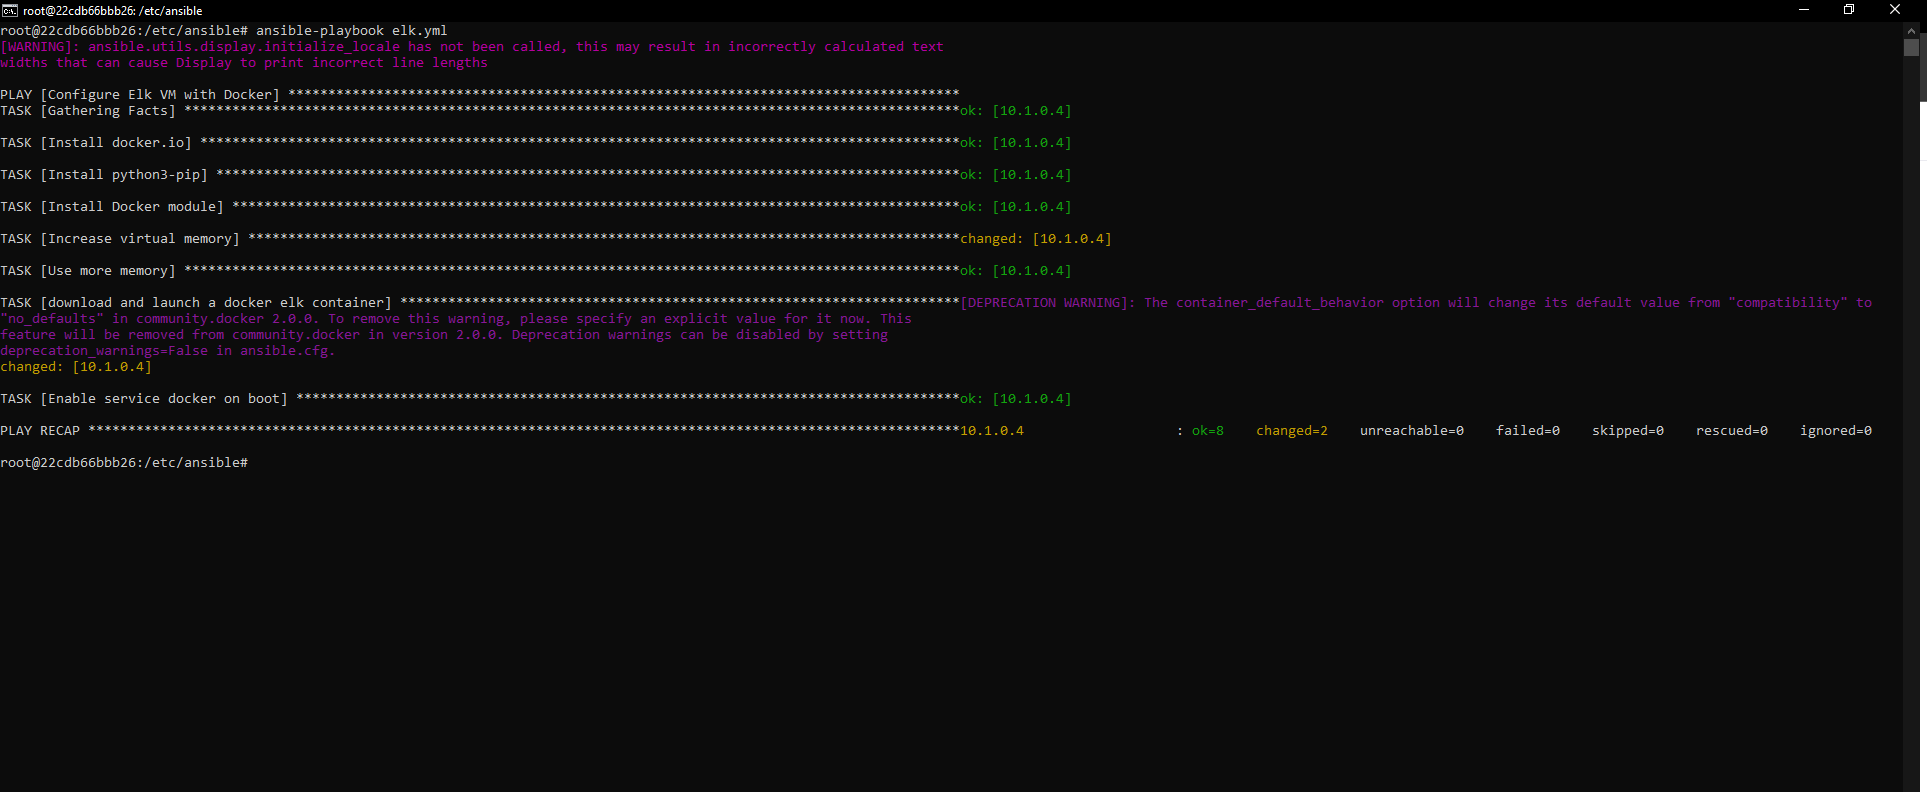 root@22cdb66bbb26: /etc/ansible
root@22cdb66bbb26:/etc/ansible# ansible-playbook elk.yml
[WARNING]: ansible.utils.display.initialize_locale has not been called, this may result in incorrectly calculated text
widths that can cause Display to print incorrect line lengths
PLAY [Configure Elk VM with Docker] ************************************************************************************
TASK [Gathering Facts] *************************************************************************************************ok: [10.1.0.4]
TASK [Install docker.io] ***********************************************************************************************ok: [10.1.0.4]
TASK [Install python3-pip] *********************************************************************************************ok: [10.1.0.4]
TASK [Install Docker module] *******************************************************************************************ok: [10.1.0.4]
TASK [Increase virtual memory] *****************************************************************************************changed: [10.1.0.4]
TASK [Use more memory] *************************************************************************************************ok: [10.1.0.4]
TASK [download and launch a docker elk container] **********************************************************************[DEPRECATION WARNING]: The container_default_behavior option will change its default value from "compatibility" to
"no_defaults" in community.docker 2.0.0. To remove this warning, please specify an explicit value for it now. This
feature will be removed from community.docker in version 2.0.0. Deprecation warnings can be disabled by setting
deprecation_warnings=False in ansible.cfg.
changed: [10.1.0.4]
TASK [Enable service docker on boot] ***********************************************************************************ok: [10.1.0.4]
PLAY RECAP *************************************************************************************************************10.1.0.4 : ok=8 changed=2 unreachable=0 failed=0 skipped=0 rescued=0 ignored=0
root@22cdb66bbb26:/etc/ansible#